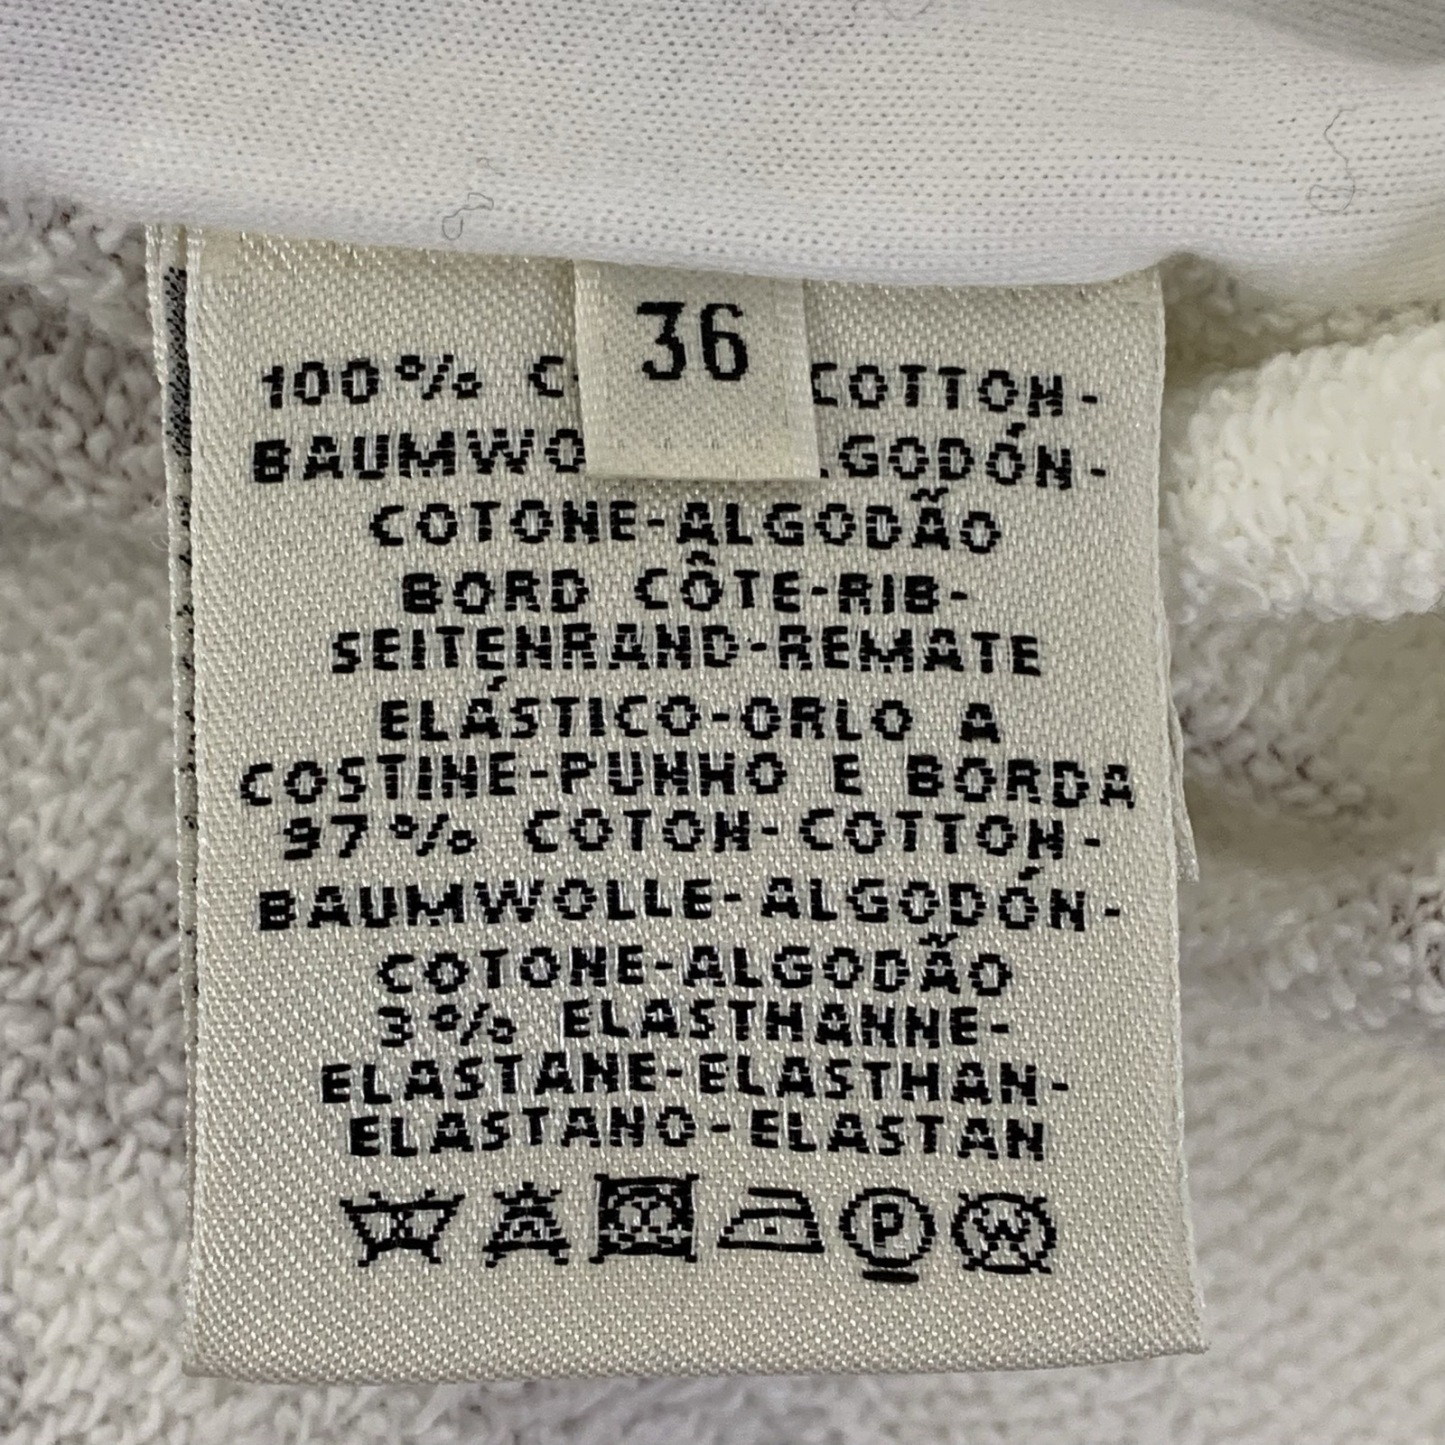 36
100% C COTTON-
BAUMWO LGODÓN-
COTONE-ALGODÃO
BORD CÔTE-RIB-
SEITENRAND-REMATE
ELÁSTICO-ORLO A
COSTINE-PUNHO E BORDA
97% COTON-COTTON-
BAUMWOLLE-ALGODÓN-
COTONE-ALGODÃO
3% ELASTHANNE-
ELASTANE-ELASTHAN-
ELASTANO-ELASTAN
P W